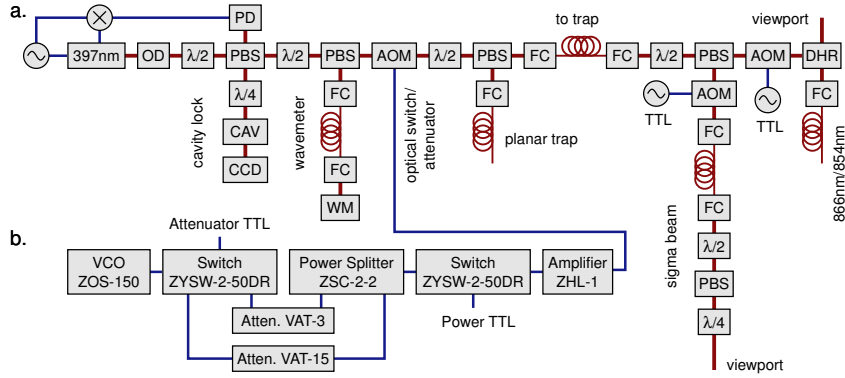 a.
PD
to trap
viewport
397nm
OD
λ/2
PBS
λ/2
PBS
AOM
λ/2
PBS
FC
FC
λ/2
PBS
AOM
DHR
λ/4
FC
FC
AOM
FC
TTL
TTL
cavity lock
CAV
wavemeter
optical switch/
attenuator
planar trap
FC
866nm/854nm
CCD
FC
WM
FC
sigma beam
λ/2
PBS
λ/4
viewport
b.
Attenuator TTL
VCO
ZOS-150
Switch
ZYSW-2-50DR
Power Splitter
ZSC-2-2
Switch
ZYSW-2-50DR
Amplifier
ZHL-1
Atten. VAT-3
Power TTL
Atten. VAT-15